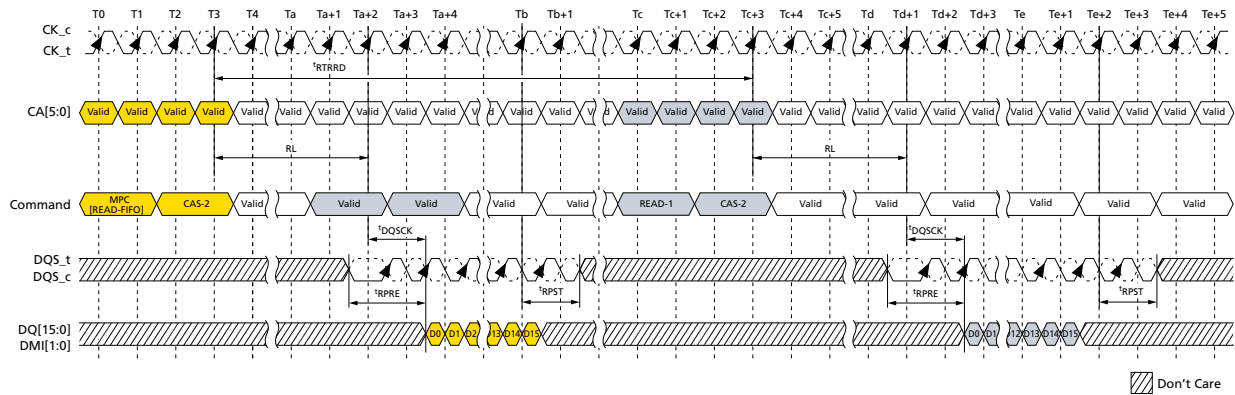 T0 T1 T2 T3 T4 Ta Ta+1 Ta+2 Ta+3 Ta+4 Tb Tb+1 Tc Tc+1 Tc+2 Tc+3 Tc+4 Tc+5 Td Td+1 Td+2 Td+3 Te Te+1 Te+2 Te+3 Te+4 Te+5
CK_c
CK_t
tRTRRD
CA[5:0] Valid Valid Valid Valid Valid Valid Valid Valid Valid Valid Valid Valid Valid Valid Valid Valid Valid Valid Valid Valid Valid Valid Valid Valid Valid Valid Valid Valid
RL RL
Command MPC [READ-FIFO] CAS-2 Valid Valid Valid Valid Valid READ-1 CAS-2 Valid Valid Valid Valid Valid Valid
tDQSCK tDQSCK
DQS_t
DQS_c
tRPRE tRPST tRPRE tRPST
DQ[15:0] D0 D1 D2 D13 D14 D15 D0 D1 D12 D13 D14 D15
DMI[1:0]
Don't Care